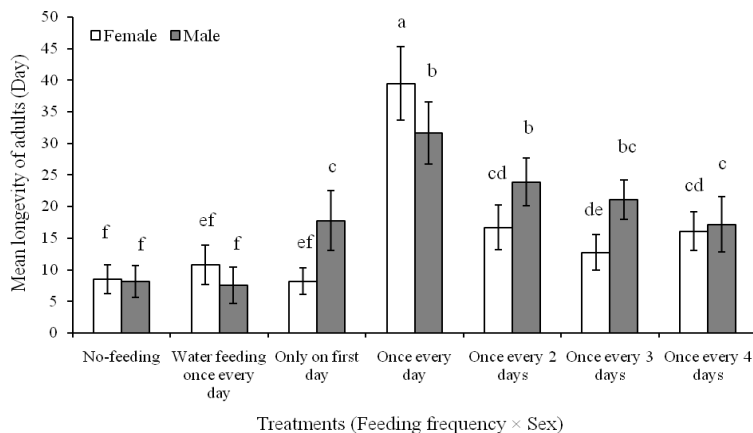 Mean longevity of adults (Day)
50
45
40
35
30
25
20
15
10
5
0
Female
Male
f
f
ef
f
ef
c
a
b
cd
b
de
bc
cd
c
No-feeding
Water feeding
once every
day
Only on first
day
Once every
day
Once every 2
days
Once every 3
days
Once every 4
days
Treatments (Feeding frequency × Sex)